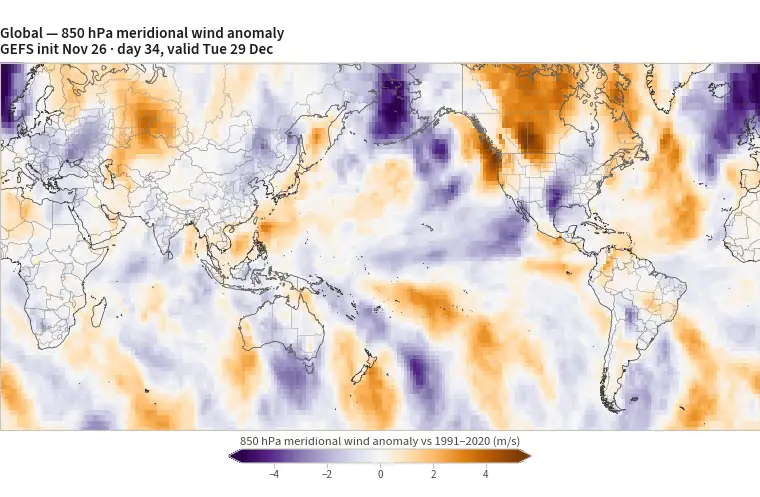 Global — 850 hPa meridional wind anomaly
GEFS init Nov 26 · day 34, valid Tue 29 Dec
850 hPa meridional wind anomaly vs 1991–2020 (m/s)
−4 −2 0 2 4